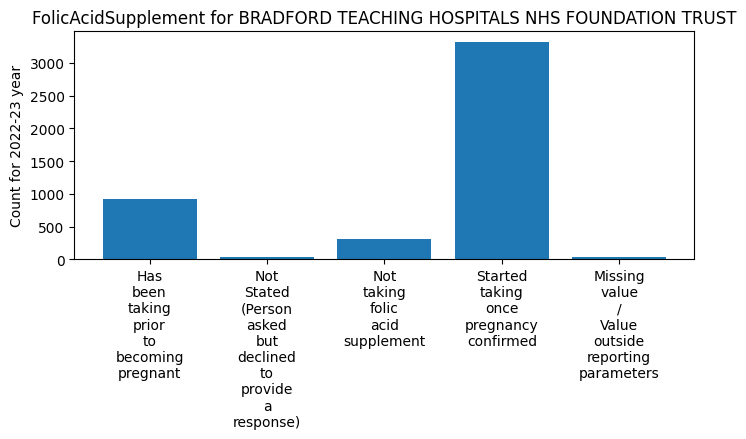 FolicAcidSupplement for BRADFORD TEACHING HOSPITALS NHS FOUNDATION TRUST
Count for 2022-23 year
3000
2500
2000
1500
1000
500
0
Has
been
taking
prior
to
becoming
pregnant
Not
Stated
(Person
asked
but
declined
to
provide
a
response)
Not
taking
folic
acid
supplement
Started
taking
once
pregnancy
confirmed
Missing
value
/
Value
outside
reporting
parameters